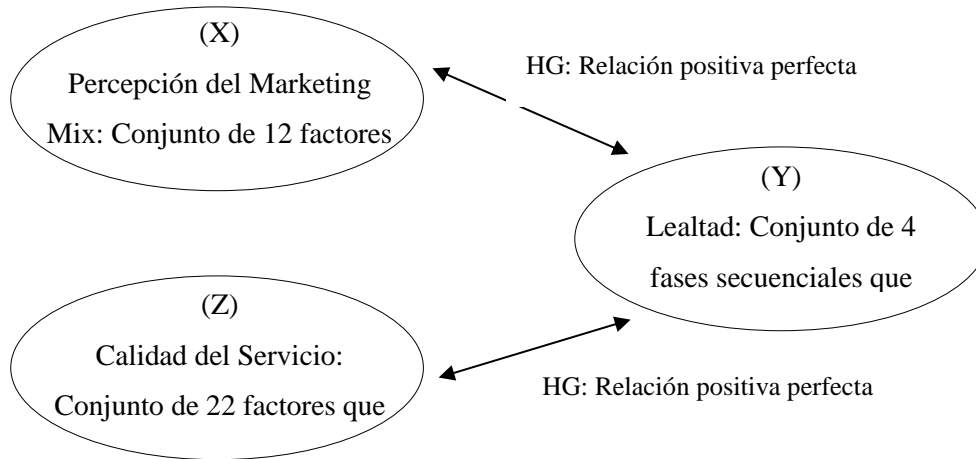 (X)
Percepción del Marketing
Mix: Conjunto de 12 factores
HG: Relación positiva perfecta
(Y)
Lealtad: Conjunto de 4
fases secuenciales que
(Z)
Calidad del Servicio:
Conjunto de 22 factores que
HG: Relación positiva perfecta